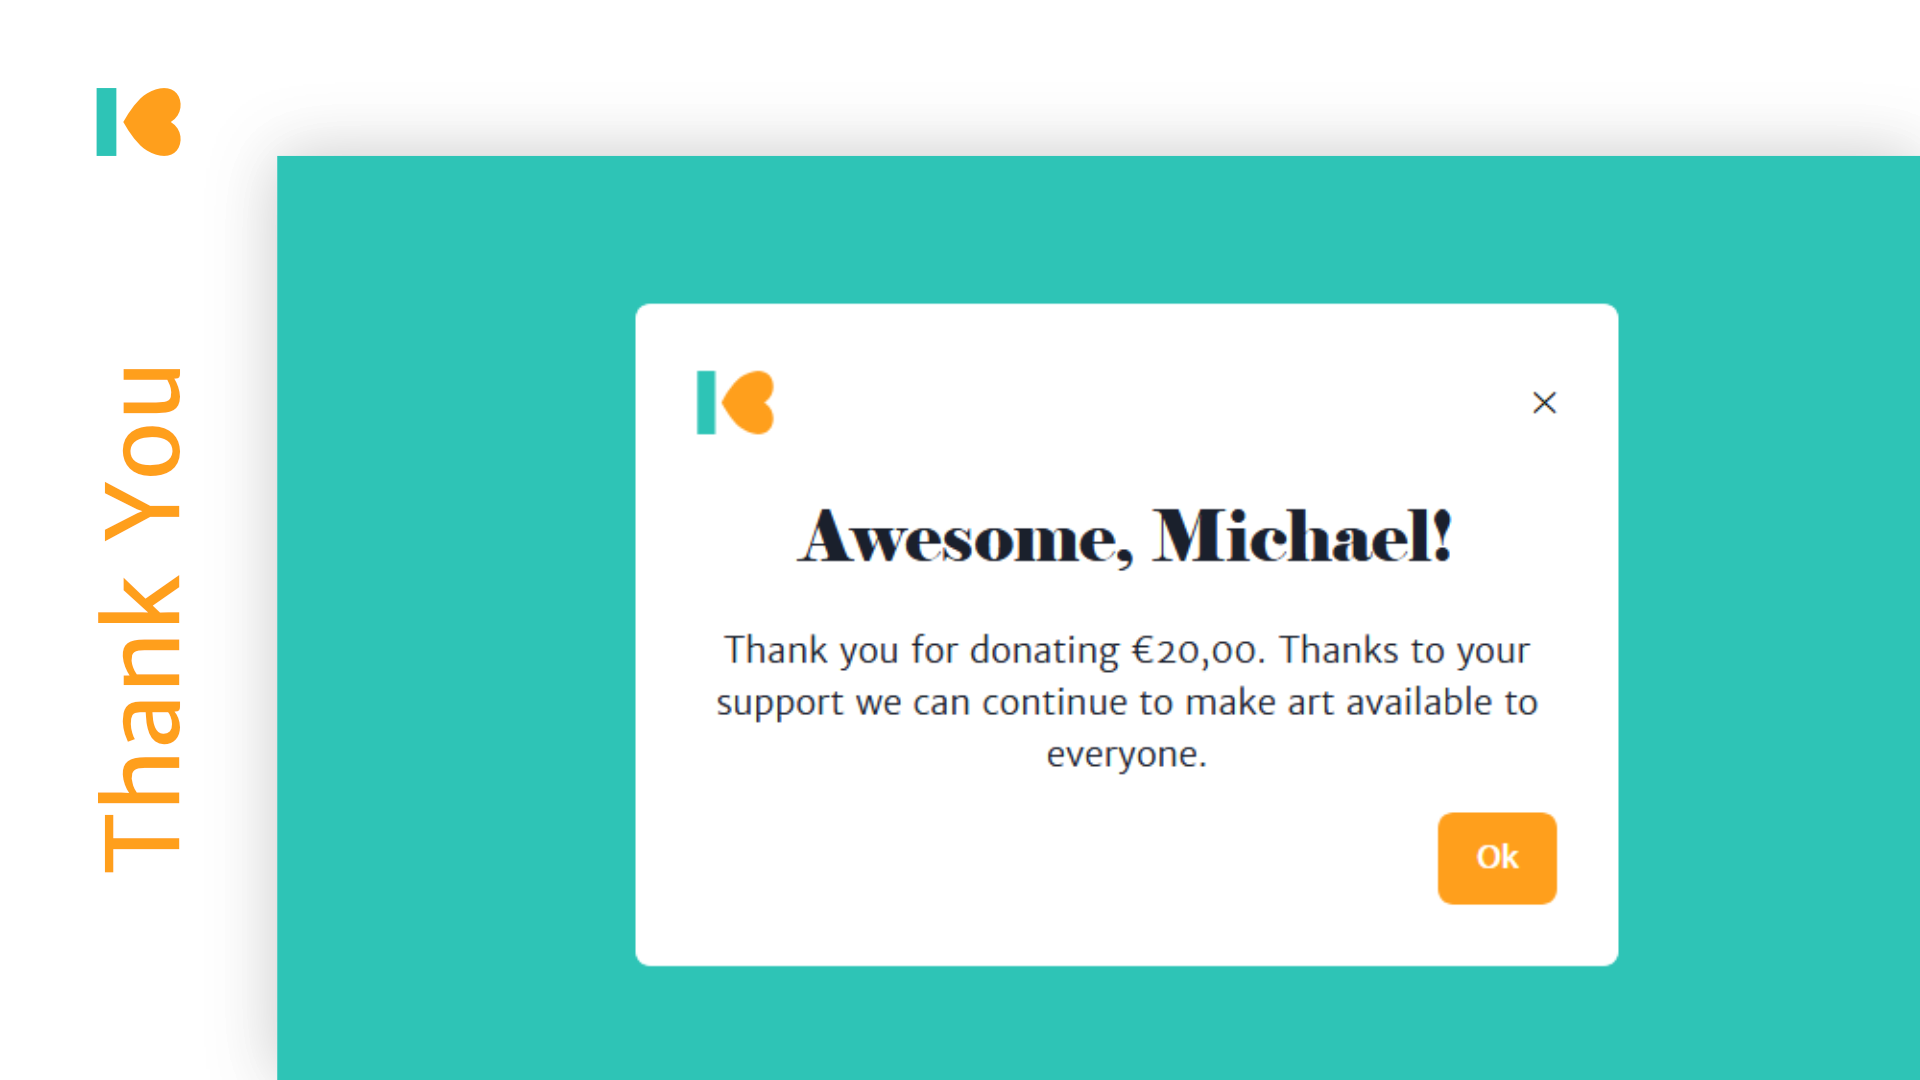 Thank You
Awesome, Michael!
Thank you for donating €20,00. Thanks to your
support we can continue to make art available to
everyone.
Ok